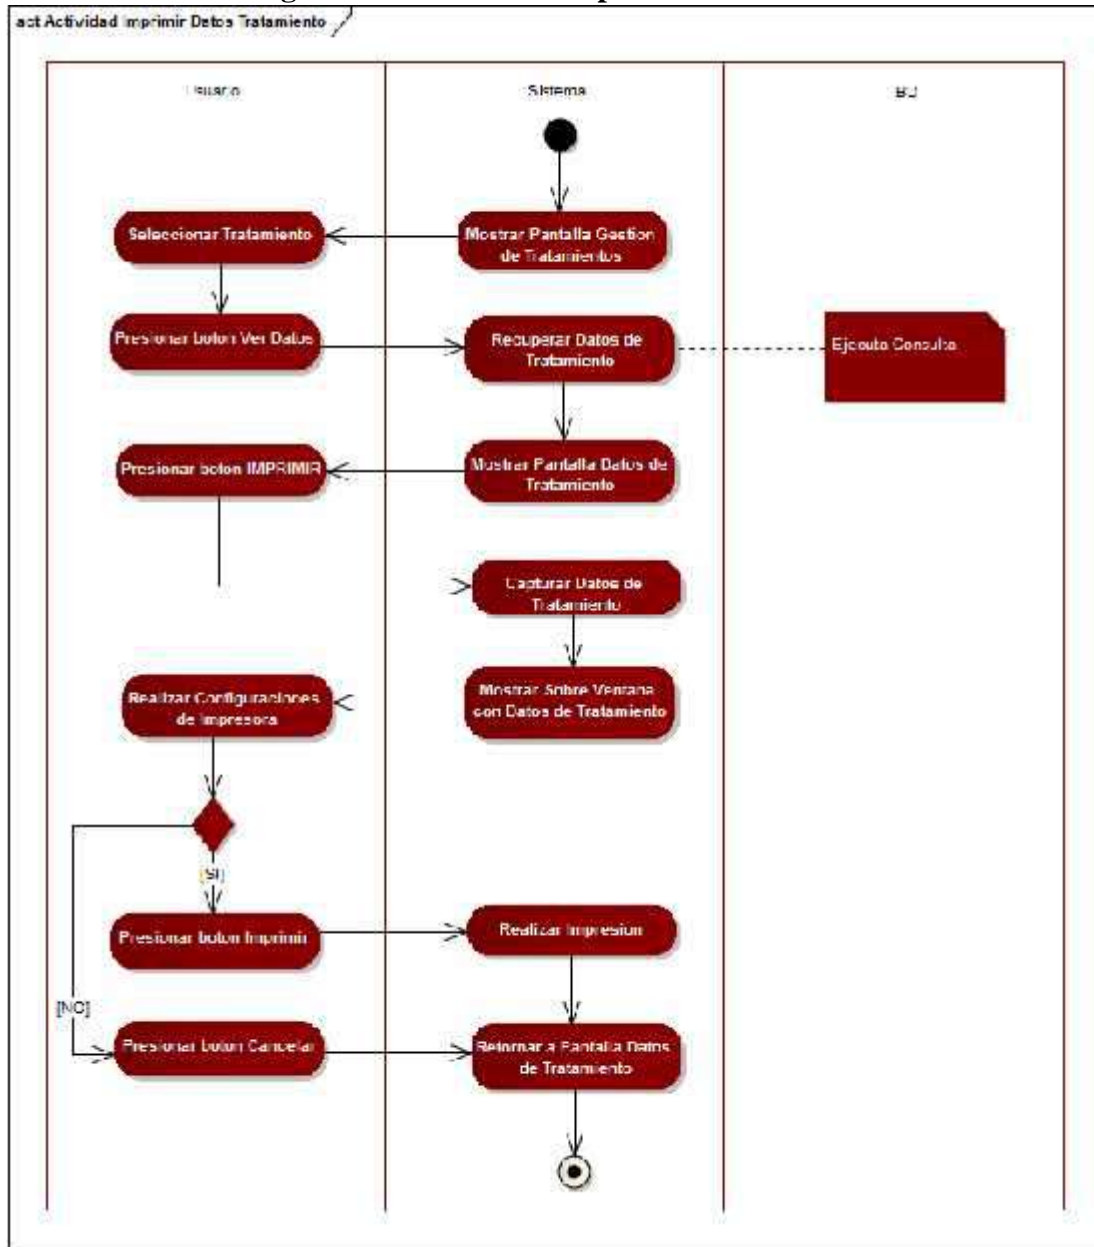 act Actividad Imprimir Datos Tratamiento
Usuario
Sistema
BD
Seleccionar Tratamiento
Mostrar Pantalla Gestion
de Tratamientos
Presionar boton Ver Datos
Recuperar Datos de
Tratamiento
Ejecuta Consulta
Presionar boton IMPRIMIR
Mostrar Pantalla Datos de
Tratamiento
Capturar Datos de
Tratamiento
Realizar Configuraciones
de Impresora
Mostrar Sobre Ventana
con Datos de Tratamiento
[SI]
Presionar boton Imprimir
Realizar Impresion
[NO]
Presionar boton Cancelar
Retornar a Pantalla Datos
de Tratamiento